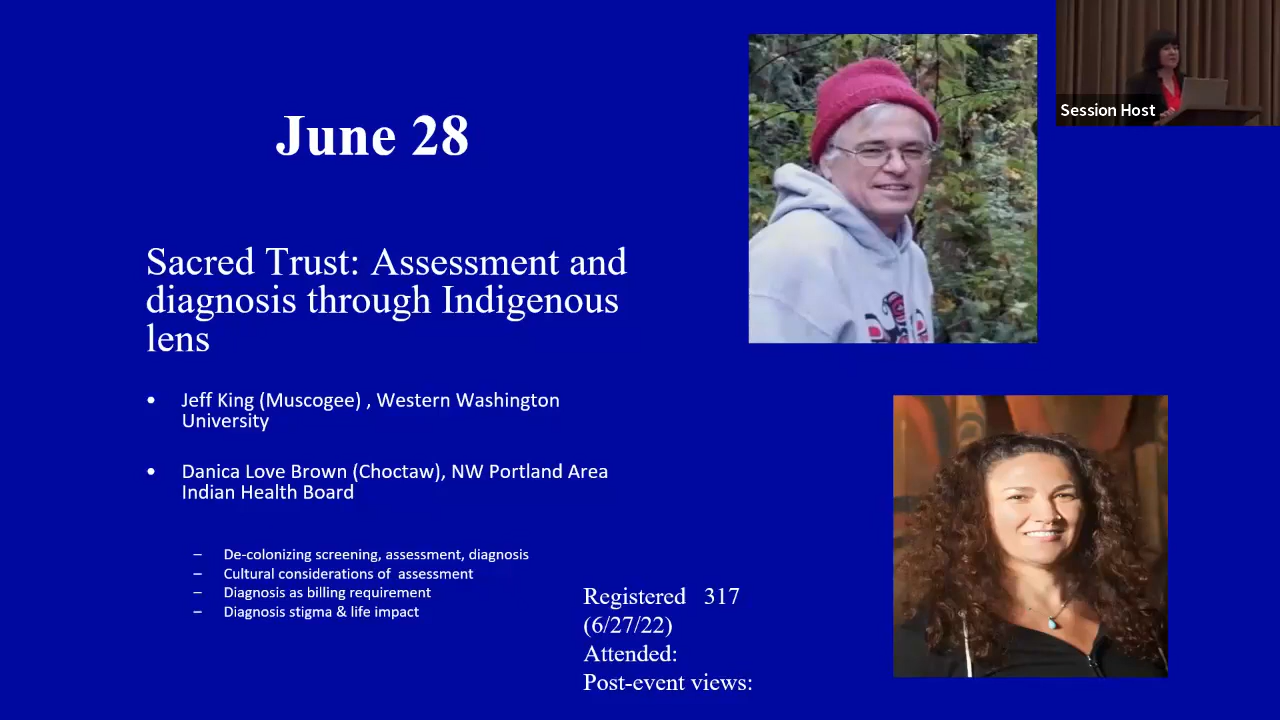 June 28
Session Host
Sacred Trust: Assessment and
diagnosis through Indigenous
lens
• Jeff King (Muscogee) , Western Washington
University
• Danica Love Brown (Choctaw), NW Portland Area
Indian Health Board
– De-colonizing screening, assessment, diagnosis
– Cultural considerations of assessment
– Diagnosis as billing requirement
– Diagnosis stigma & life impact
Registered 317
(6/27/22)
Attended:
Post-event views: